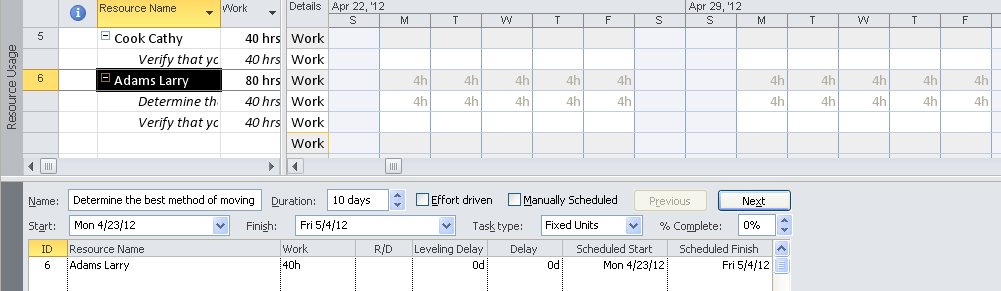 Resource Usage
Resource Name Work Details Apr 22, '12 Apr 29, '12
S M T W T F S S M T W T F
5 Cook Cathy 40 hrs Work
Verify that yo 40 hrs Work
6 Adams Larry 80 hrs Work 4h 4h 4h 4h 4h 4h 4h 4h 4h 4h
Determine th 40 hrs Work 4h 4h 4h 4h 4h 4h 4h 4h 4h 4h
Verify that yo 40 hrs Work
Work
Name: Determine the best method of moving Duration: 10 days Effort driven Manually Scheduled Previous Next
Start: Mon 4/23/12 Finish: Fri 5/4/12 Task type: Fixed Units % Complete: 0%
ID Resource Name Work R/D Leveling Delay Delay Scheduled Start Scheduled Finish
6 Adams Larry 40h 0d 0d Mon 4/23/12 Fri 5/4/12